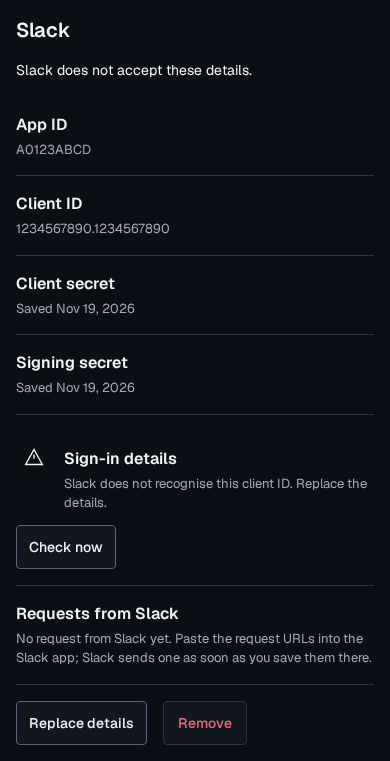 Slack
Slack does not accept these details.
App ID
A0123ABCD
Client ID
1234567890.1234567890
Client secret
Saved Nov 19, 2026
Signing secret
Saved Nov 19, 2026
Sign-in details
Slack does not recognise this client ID. Replace the
details.
Check now
Requests from Slack
No request from Slack yet. Paste the request URLs into the
Slack app; Slack sends one as soon as you save them there.
Replace details
Remove